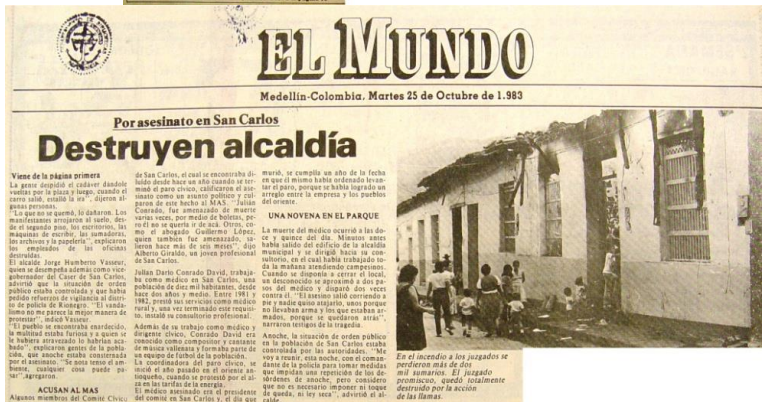 EL MUNDO
Medellín-Colombia, Martes 25 de Octubre de 1.983
Por asesinato en San Carlos
Destruyen alcaldía
Viene de la página primera
La gente despidió el cadáver dandole
vueltas por la plaza y luego, cuando el
carro salió, estalló la ira", dijeron al-
gunas personas.
"Lo que no se quemó, lo dañaron. Los
manifestantes arrojaron al suelo, des-
de el segundo piso, los escritorios, las
máquinas de escribir, las sumadoras,
los archivos y la papelería", explicaron
los empleados de las oficinas
destruídas.
El alcalde Jorge Humberto Vasseur,
quien se desempeña además como vice-
gobernador del Caser de San Carlos,
advirtió que la situación de orden
público estaba controlada y que había
pedido refuerzos de vigilancia al distri-
to de policía de Rionegro. "El vanda-
lismo no me parece la mejor manera de
protestar", indicó Vasseur.
"El pueblo se encontraba enardecido,
la multitud estaba furiosa y a quien se
le hubiera atravezado lo habrían aca-
bado", explicaron gentes de la pobla-
ción, que anoche estaba consternada
por el asesinato. "Se pone tenso el am-
biente, cualquier cosa puede pa-
sar",agregaron.
ACUSAN AL MAS
Algunos miembros del Comité Cívico
de San Carlos, el cual se encontraba di-
luído desde hace un año cuando se ter-
minó el paro cívico, calificaron el ase-
sinato como un asunto político y cul-
paron de este hecho al MAS. "Julián
Conrado, fue amenazado de muerte
varias veces, por medio de boletas, pe-
ro él no se quería ir de acá. Otros, co-
mo el abogado Guillermo López,
quien también fue amenazado, sa-
lieron hace más de seis meses", dijo
Alberto Giraldo, un joven profesional
de San Carlos.
Julián Darío Conrado David, trabaja-
ba como médico en San Carlos, una
población de diez mil habitantes, desde
hace dos años y medio. Entre 1981 y
1982, prestó sus servicios como médico
rural y, una vez terminado este requisi-
to, instaló su consultorio profesional.
Además de su trabajo como médico y
dirigente cívico, Conrado David era
conocido como compositor y cantante
de música vallenata y formaba parte de
un equipo de fútbol de la población.
La coordinadora del paro cívico, se
inició el año pasado en el oriente an-
tioqueño, cuando se protestó por el al-
za en las tarifas de la energía.
El médico asesinado era el presidente
del comité en San Carlos y, el día que
murió, se cumplía un año de la fecha
en que él mismo había ordenado levan-
tar el paro, porque se había logrado un
arreglo entre la empresa y los pueblos
del oriente.
UNA NOVENA EN EL PARQUE
La muerte del médico ocurrió a las do-
ce y quince del día. Minutos antes
había salido del edificio de la alcaldía
municipal y se dirigió hacia su con-
sultorio, en el cual había trabajado to-
da la mañana atendiendo campesinos.
Cuando se disponía a cerrar el local,
un desconocido se aproximó a dos pa-
sos del médico y disparó dos veces
contra él. "El asesino salió corriendo a
pie y nadie quiso atajarlo, unos porque
no llevaban arma y los que estaban ar-
mados, porque se quedaron atrás",
narraron testigos de la tragedia.
Anoche, la situación de orden público
en la población de San Carlos estaba
controlada por las autoridades. "Me
voy a reunir, esta noche, con el coman-
dante de la policía para tomar medidas
que impidan una repetición de los de-
sórdenes de anoche, pero considero
que no es necesario imponer ni toque
de queda, ni ley seca", advirtió el al-
calde.
En el incendio a los juzgados se
perdieron más de dos
mil sumarios. El juzgado
promiscuo, quedó totalmente
destruído por la acción
de las llamas.